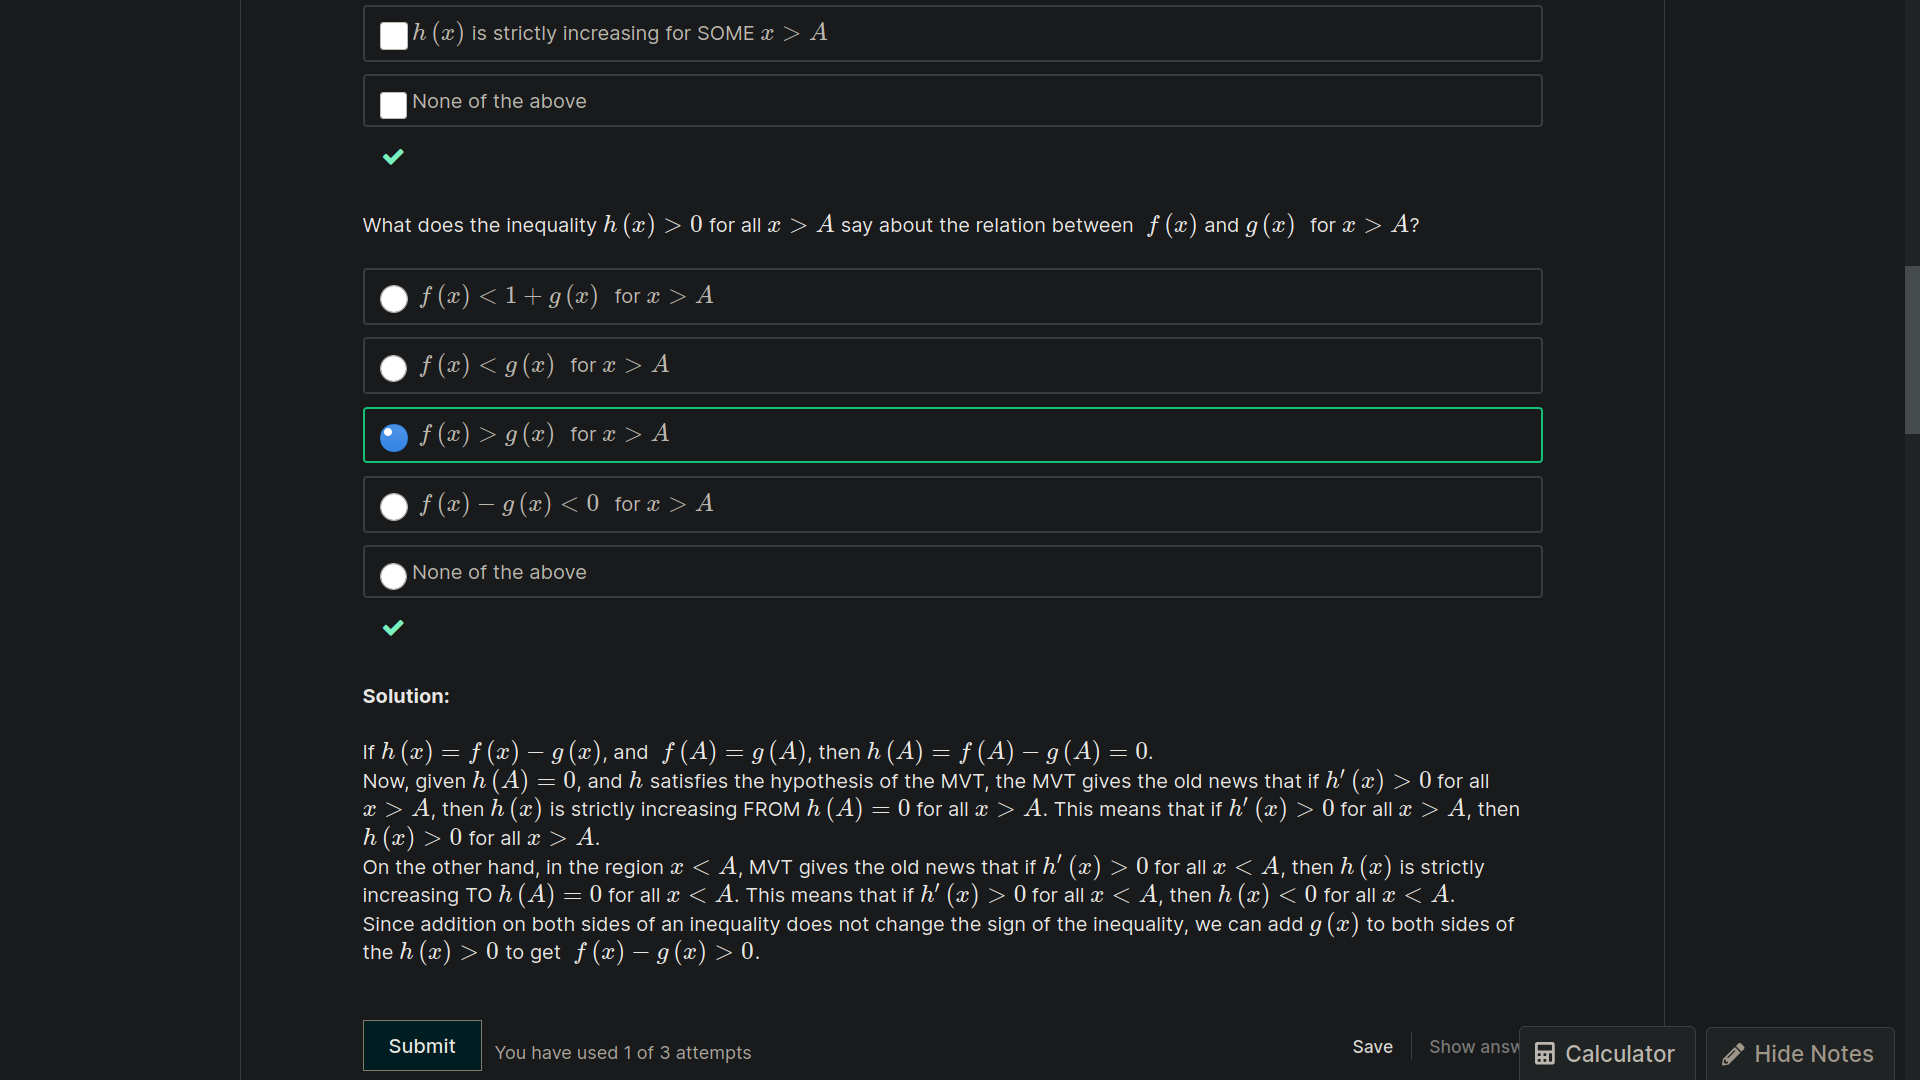 h (x) is strictly increasing for SOME x > A
None of the above
What does the inequality h (x) > 0 for all x > A say about the relation between f (x) and g (x) for x > A?
f (x) < 1 + g (x) for x > A
f (x) < g (x) for x > A
f (x) > g (x) for x > A
f (x) − g (x) < 0 for x > A
None of the above
Solution:
If h (x) = f (x) − g (x), and f (A) = g (A), then h (A) = f (A) − g (A) = 0.
Now, given h (A) = 0, and h satisfies the hypothesis of the MVT, the MVT gives the old news that if h′ (x) > 0 for all
x > A, then h (x) is strictly increasing FROM h (A) = 0 for all x > A. This means that if h′ (x) > 0 for all x > A, then
h (x) > 0 for all x > A.
On the other hand, in the region x < A, MVT gives the old news that if h′ (x) > 0 for all x < A, then h (x) is strictly
increasing TO h (A) = 0 for all x < A. This means that if h′ (x) > 0 for all x < A, then h (x) < 0 for all x < A.
Since addition on both sides of an inequality does not change the sign of the inequality, we can add g (x) to both sides of
the h (x) > 0 to get f (x) − g (x) > 0.
Submit
You have used 1 of 3 attempts
Save
Show answ
Calculator
Hide Notes